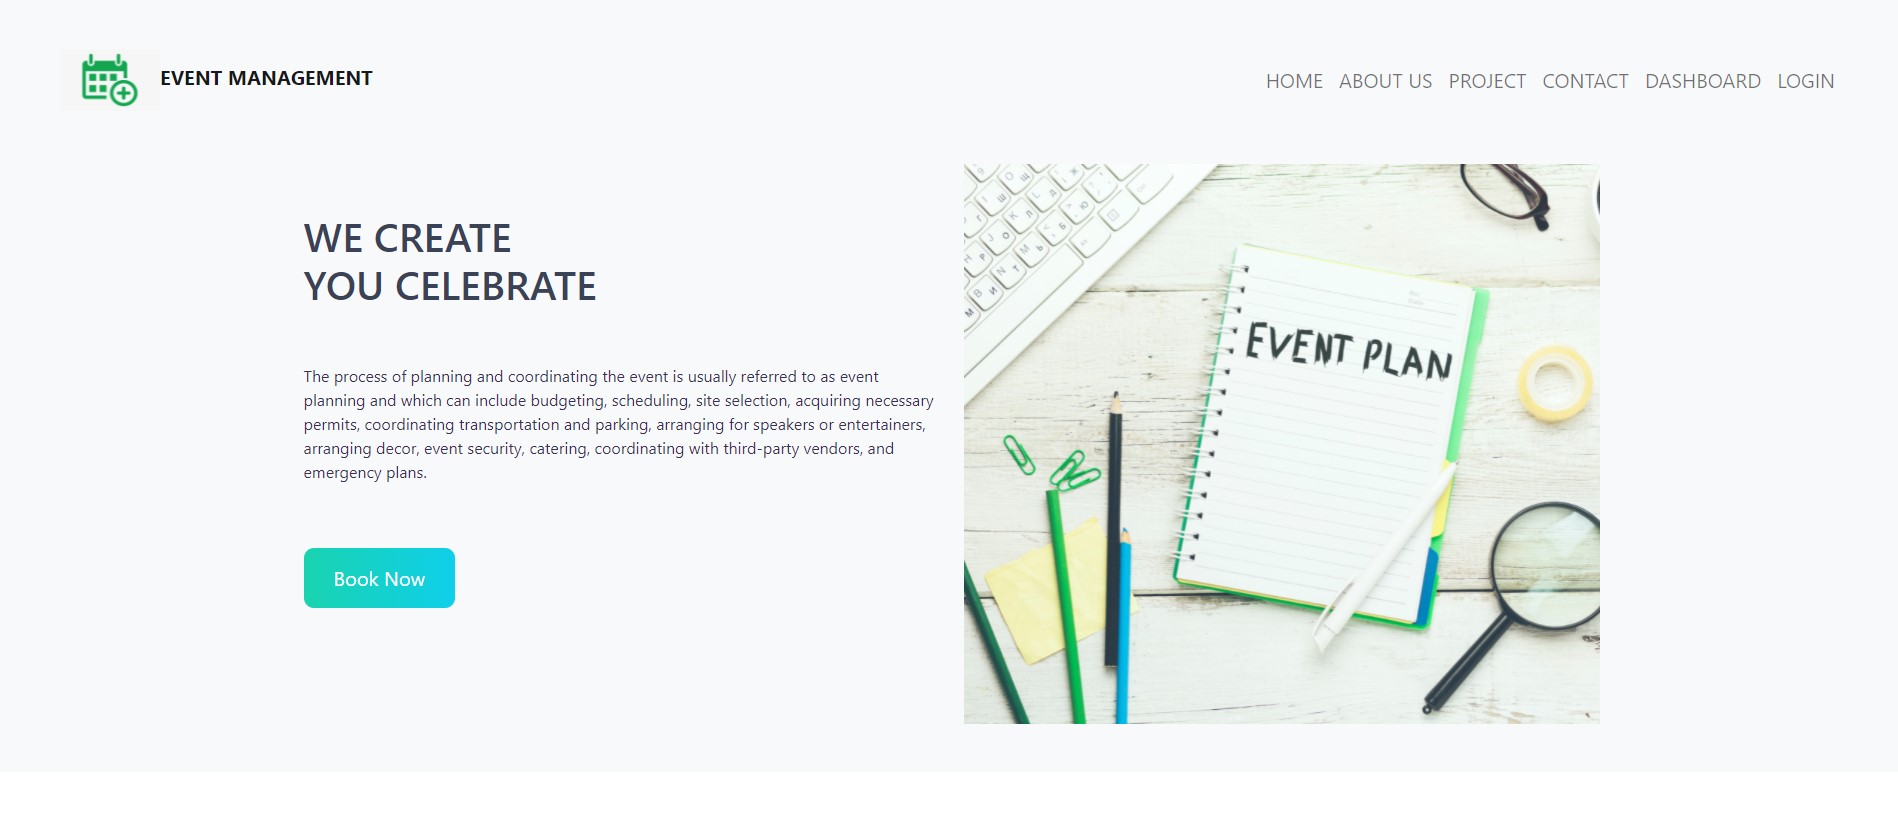 EVENT MANAGEMENT
HOME ABOUT US PROJECT CONTACT DASHBOARD LOGIN
WE CREATE
YOU CELEBRATE
The process of planning and coordinating the event is usually referred to as event
planning and which can include budgeting, scheduling, site selection, acquiring necessary
permits, coordinating transportation and parking, arranging for speakers or entertainers,
arranging decor, event security, catering, coordinating with third-party vendors, and
emergency plans.
Book Now
EVENT PLAN